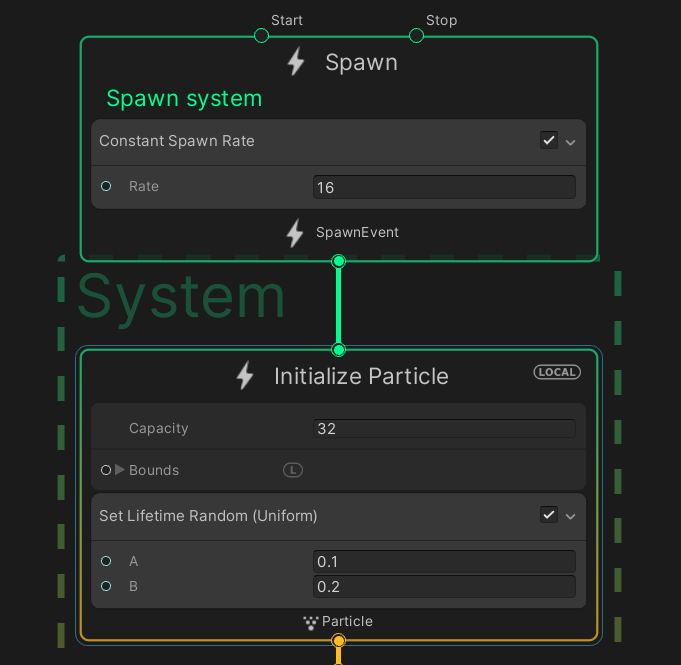 Start Stop
Spawn
Spawn system
Constant Spawn Rate
Rate 16
SpawnEvent
System
Initialize Particle LOCAL
Capacity 32
Bounds L
Set Lifetime Random (Uniform)
A 0.1
B 0.2
Particle